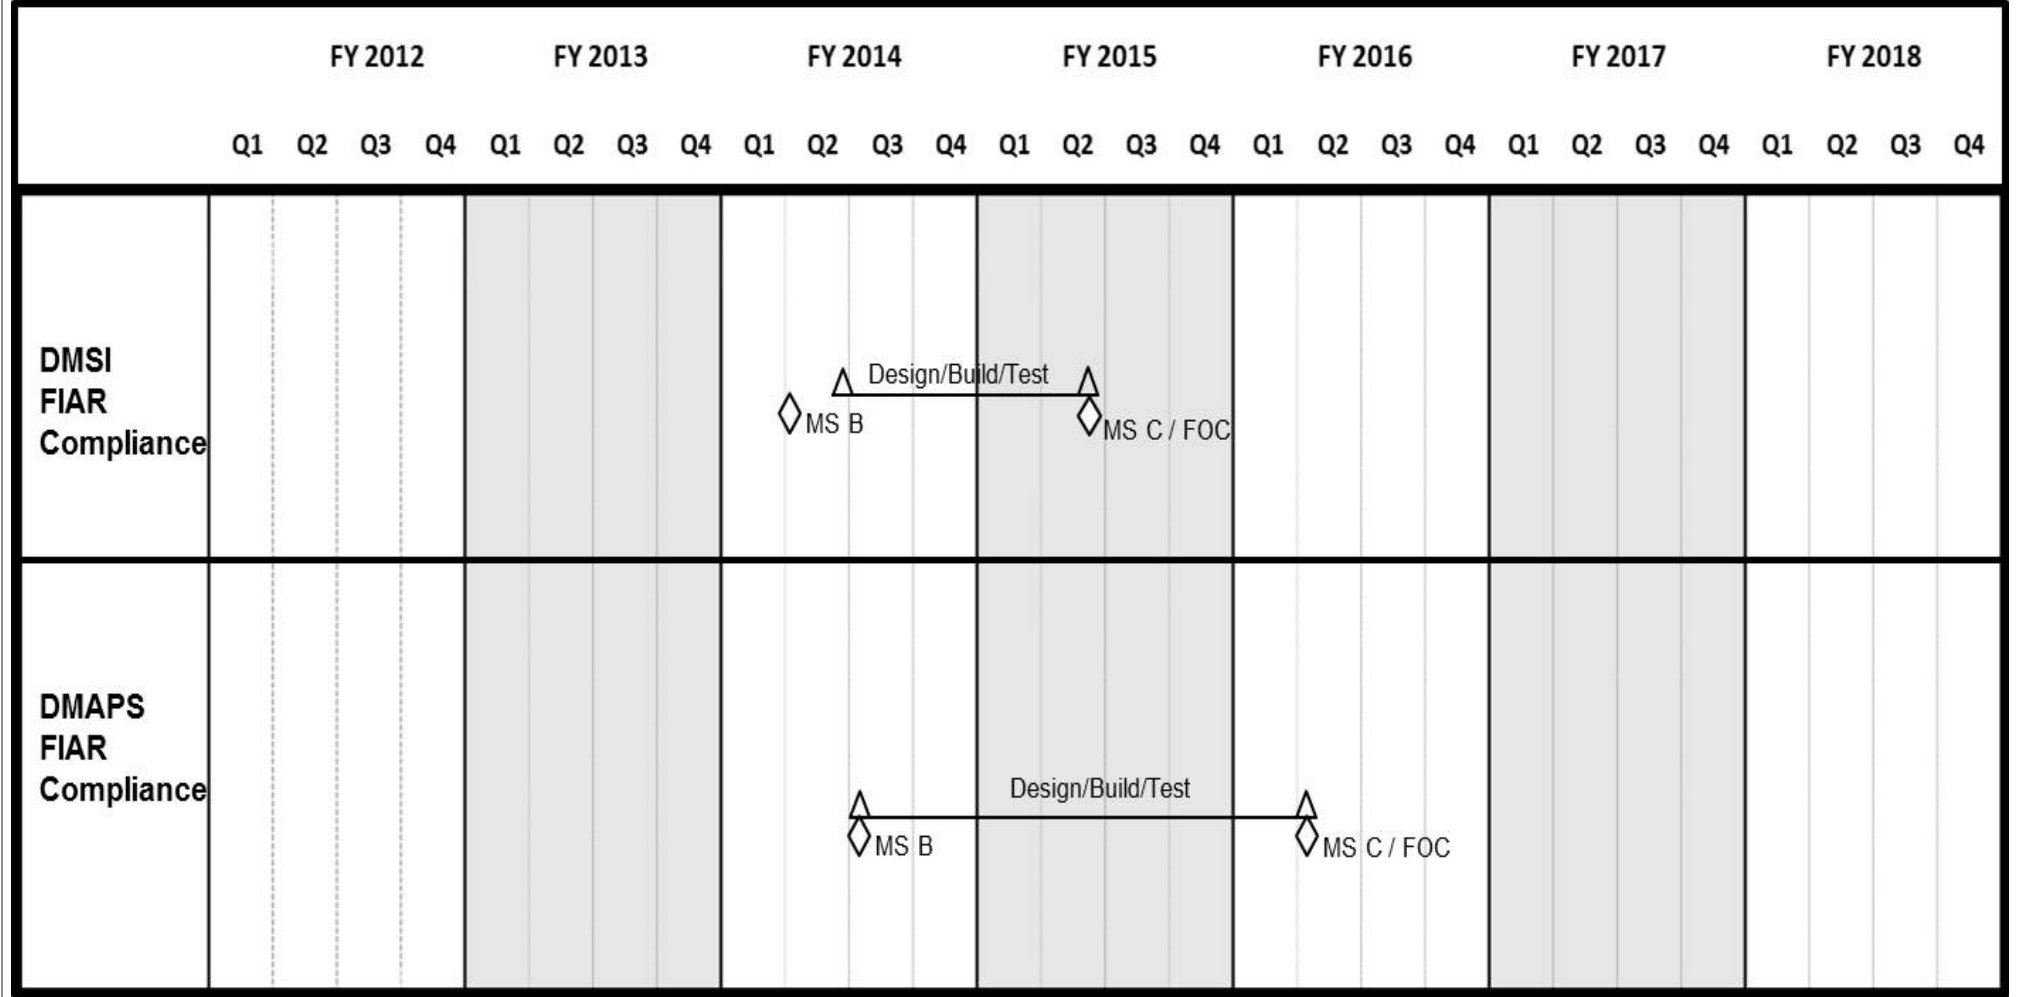 FY 2012 FY 2013 FY 2014 FY 2015 FY 2016 FY 2017 FY 2018
Q1 Q2 Q3 Q4 Q1 Q2 Q3 Q4 Q1 Q2 Q3 Q4 Q1 Q2 Q3 Q4 Q1 Q2 Q3 Q4 Q1 Q2 Q3 Q4 Q1 Q2 Q3 Q4
DMSI
FIAR
Compliance
Design/Build/Test
MS B
MS C / FOC
DMAPS
FIAR
Compliance
Design/Build/Test
MS B
MS C / FOC